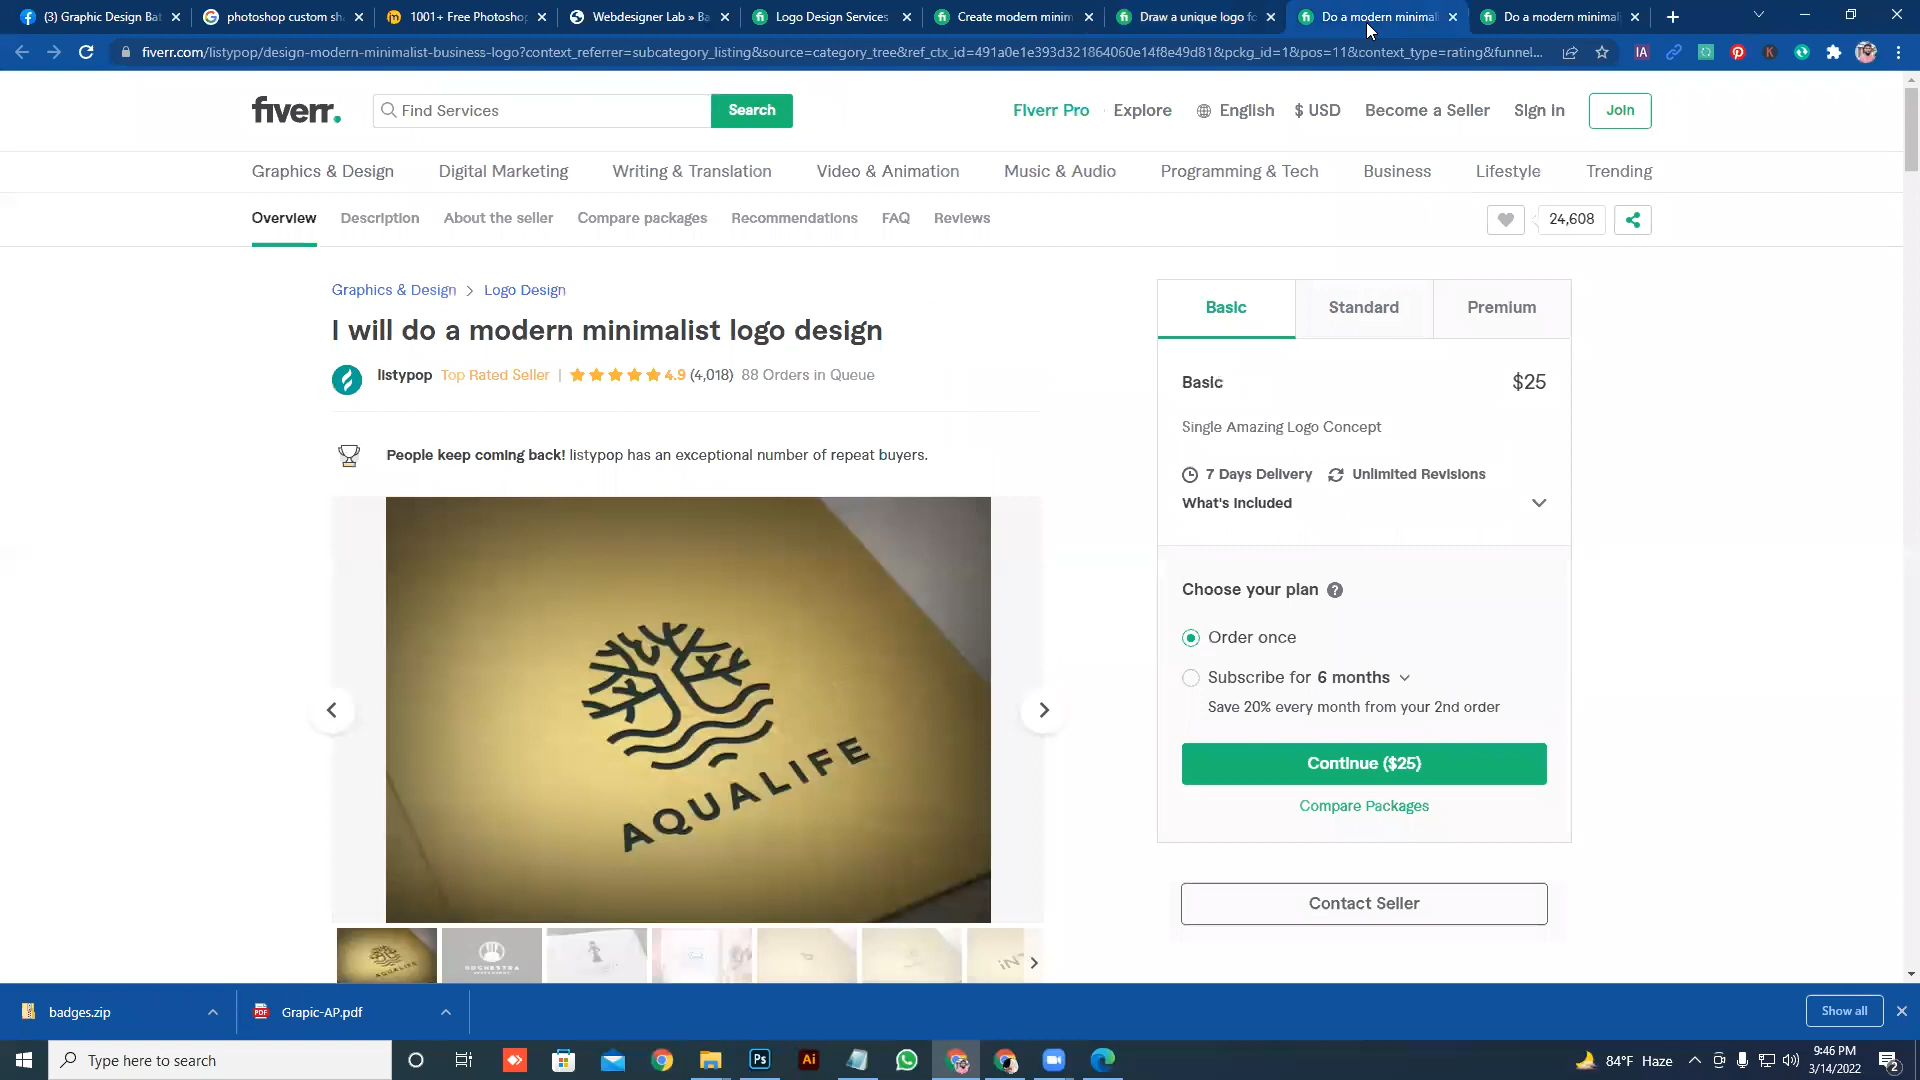 (3) Graphic Design Bat
photoshop custom sha
1001+ Free Photoshop
Webdesigner Lab » Ba
Logo Design Services
Create modern minim
Draw a unique logo fo
Do a modern minimal
Do a modern minimal
fiverr.com/listypop/design-modern-minimalist-business-logo?context_referrer=subcategory_listing&source=category_tree&ref_ctx_id=491a0e1e393d321864060e14f8e49d81&pckg_id=1&pos=11&context_type=rating&funnel...
fiverr.
Find Services
Search
Fiverr Pro
Explore
English
$ USD
Become a Seller
Sign in
Join
Graphics & Design
Digital Marketing
Writing & Translation
Video & Animation
Music & Audio
Programming & Tech
Business
Lifestyle
Trending
Overview
Description
About the seller
Compare packages
Recommendations
FAQ
Reviews
24,608
Graphics & Design > Logo Design
I will do a modern minimalist logo design
listypop Top Rated Seller | 4.9 (4,018) 88 Orders in Queue
People keep coming back! listypop has an exceptional number of repeat buyers.
AQUALIFE
AQUALIFE
ORCHESTRA
Basic
Standard
Premium
Basic
$25
Single Amazing Logo Concept
7 Days Delivery
Unlimited Revisions
What's Included
Choose your plan ?
Order once
Subscribe for 6 months
Save 20% every month from your 2nd order
Continue ($25)
Compare Packages
Contact Seller
badges.zip
Grapic-AP.pdf
Show all
Type here to search
Ps
Ai
84°F Haze
9:46 PM
3/14/2022
2